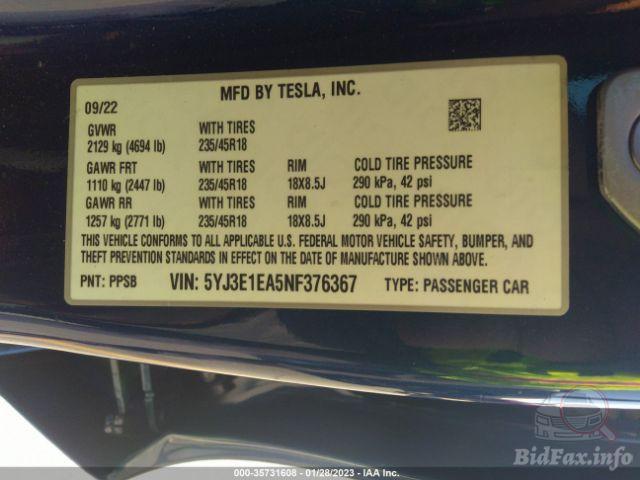 MFD BY TESLA, INC.
09/22
GVWR WITH TIRES
2129 kg (4694 lb) 235/45R18
GAWR FRT WITH TIRES RIM COLD TIRE PRESSURE
1110 kg (2447 lb) 235/45R18 18X8.5J 290 kPa, 42 psi
GAWR RR WITH TIRES RIM COLD TIRE PRESSURE
1257 kg (2771 lb) 235/45R18 18X8.5J 290 kPa, 42 psi
THIS VEHICLE CONFORMS TO ALL APPLICABLE U.S. FEDERAL MOTOR VEHICLE SAFETY, BUMPER, AND
THEFT PREVENTION STANDARDS IN EFFECT ON THE DATE OF MANUFACTURE SHOWN ABOVE.
PNT: PPSB VIN: 5YJ3E1EA5NF376367 TYPE: PASSENGER CAR
000-35731608 - 01/28/2023 - IAA Inc.
BidFax.info